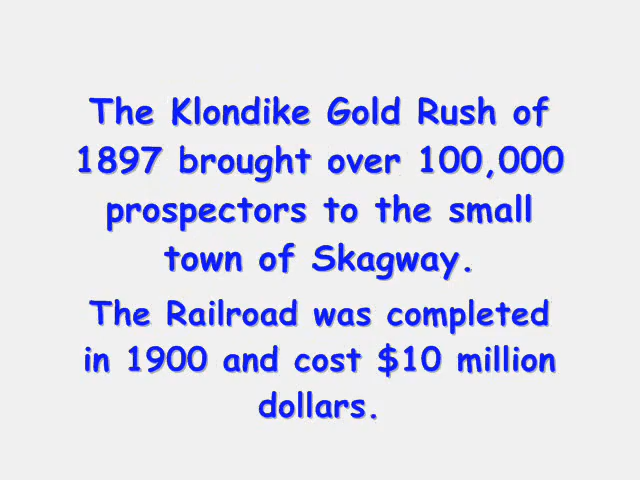 The Klondike Gold Rush of
1897 brought over 100,000
prospectors to the small
town of Skagway.
The Railroad was completed
in 1900 and cost $10 million
dollars.